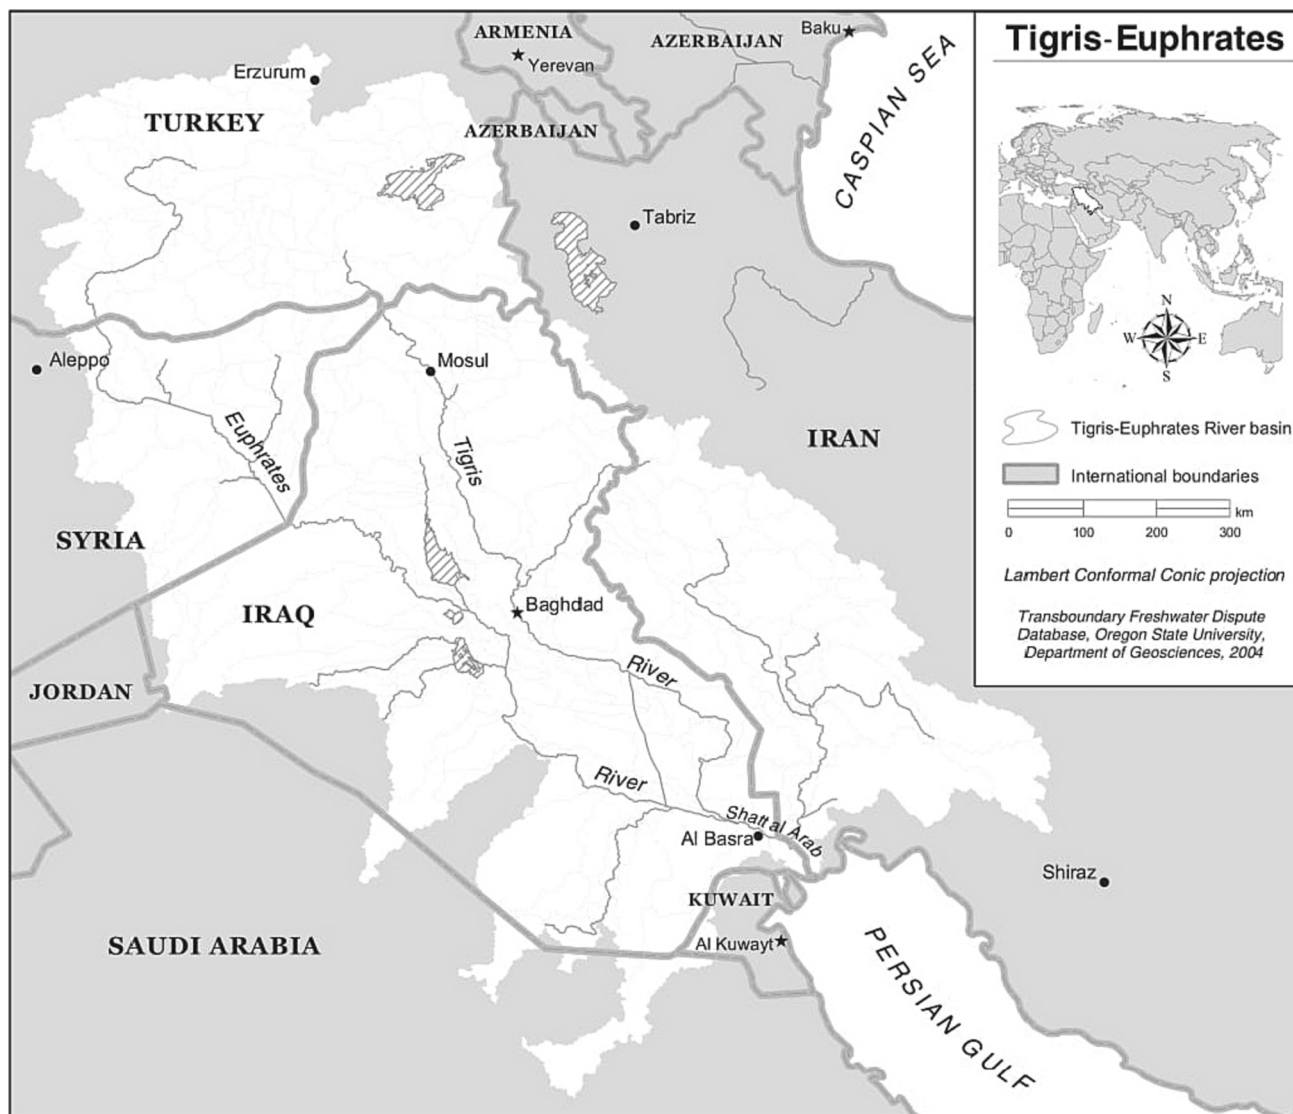 Tigris-Euphrates
ARMENIA
Yerevan
AZERBAIJAN
Baku
CASPIAN SEA
Erzurum
TURKEY
AZERBAIJAN
Tabriz
N
W
E
S
Aleppo
Mosul
Euphrates
Tigris
IRAN
Tigris-Euphrates River basin
International boundaries
km
0 100 200 300
SYRIA
Lambert Conformal Conic projection
IRAQ
Baghdad
Transboundary Freshwater Dispute
Database, Oregon State University,
Department of Geosciences, 2004
JORDAN
River
River
Shatt al Arab
Al Basra
Shiraz
KUWAIT
SAUDI ARABIA
Al Kuwayt
PERSIAN GULF